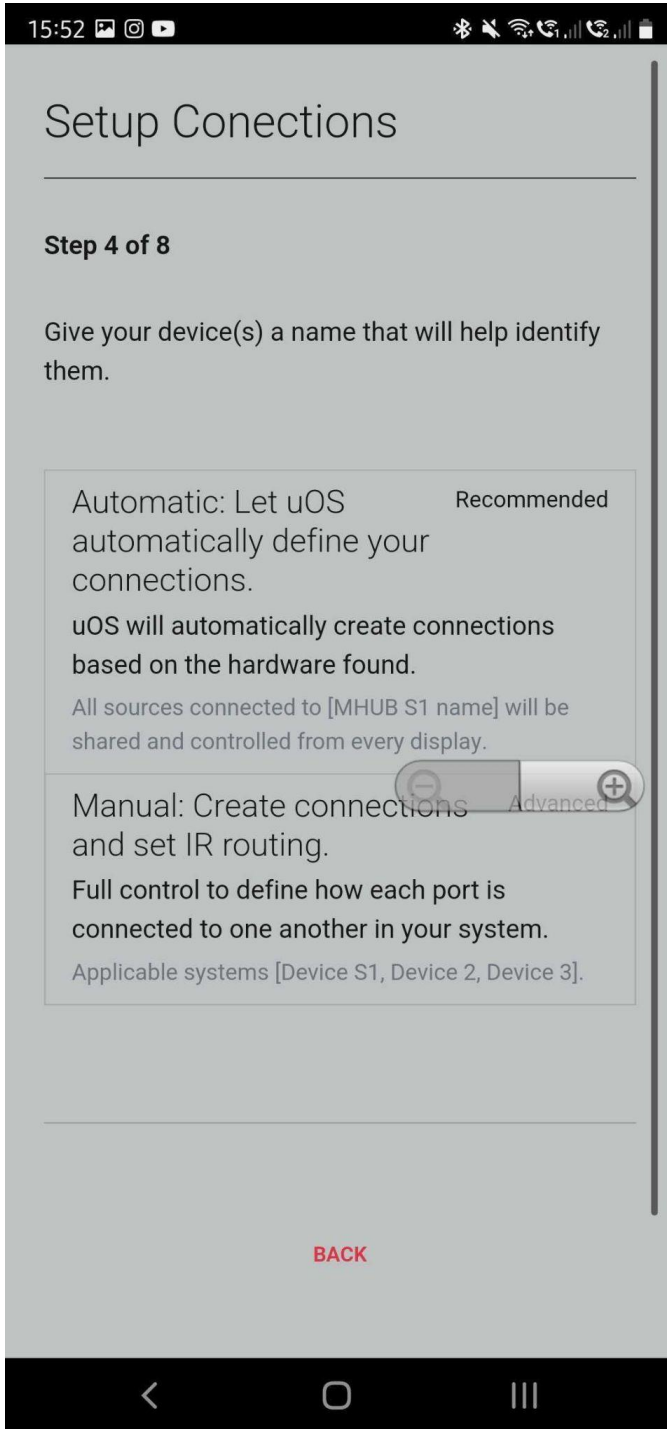 15:52
Setup Conections
Step 4 of 8
Give your device(s) a name that will help identify
them.
Automatic: Let uOS
Recommended
automatically define your
connections.
uOS will automatically create connections
based on the hardware found.
All sources connected to [MHUB S1 name] will be
shared and controlled from every display.
Manual: Create connections
Advanced
and set IR routing.
Full control to define how each port is
connected to one another in your system.
Applicable systems [Device S1, Device 2, Device 3].
BACK